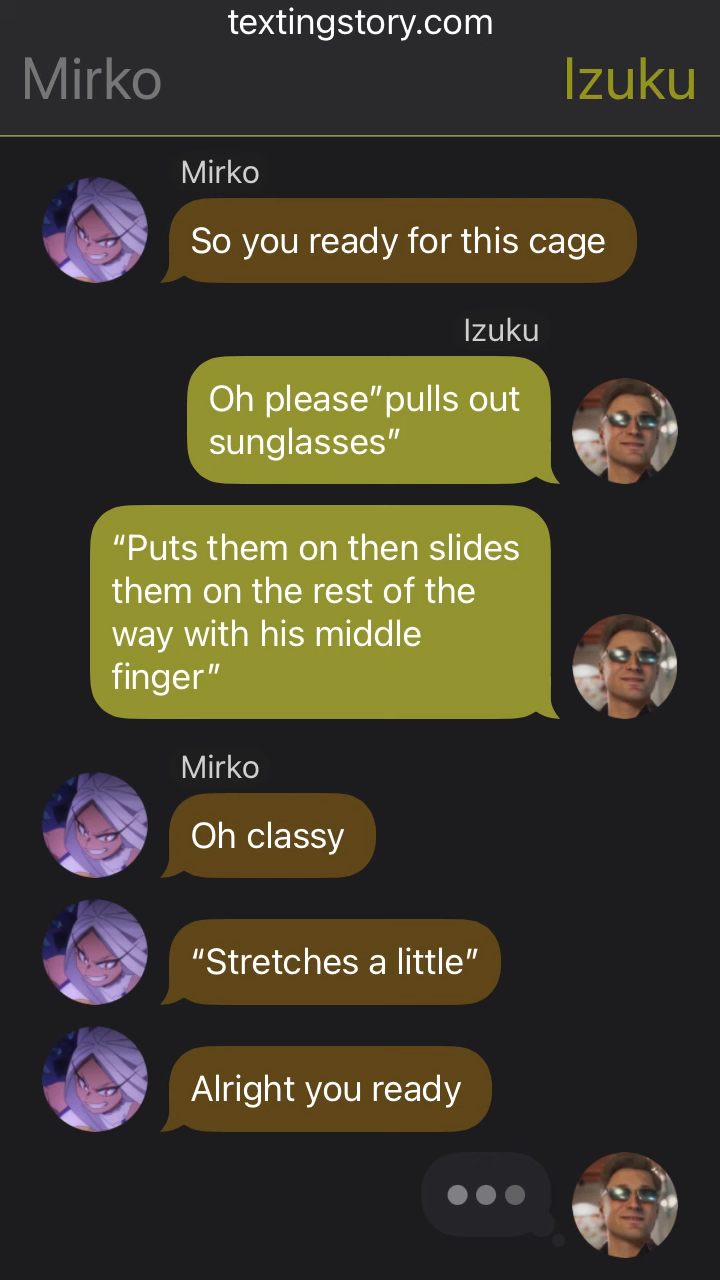 textingstory.com
Mirko
Izuku
Mirko
So you ready for this cage
Izuku
Oh please”pulls out
sunglasses”
“Puts them on then slides
them on the rest of the
way with his middle
finger”
Mirko
Oh classy
“Stretches a little”
Alright you ready